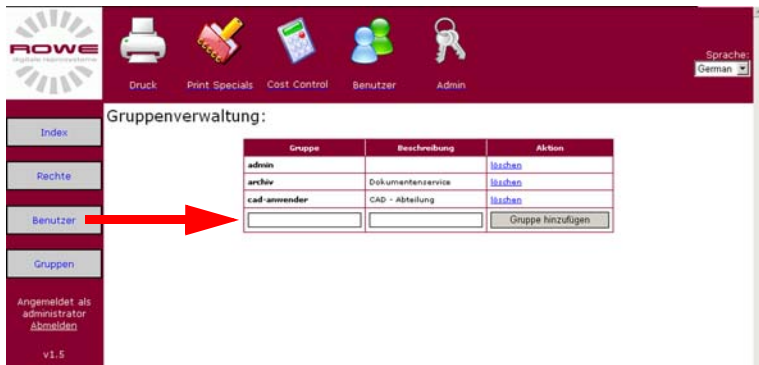 ROWE
digitale reprosysteme
Druck
Print Specials
Cost Control
Benutzer
Admin
Sprache:
German
Index
Rechte
Benutzer
Gruppen
Angemeldet als
administrator
Abmelden
v1.5
Gruppenverwaltung:
Gruppe Beschreibung Aktion
admin löschen
archiv Dokumentenservice löschen
cad-anwender CAD - Abteilung löschen
Gruppe hinzufügen